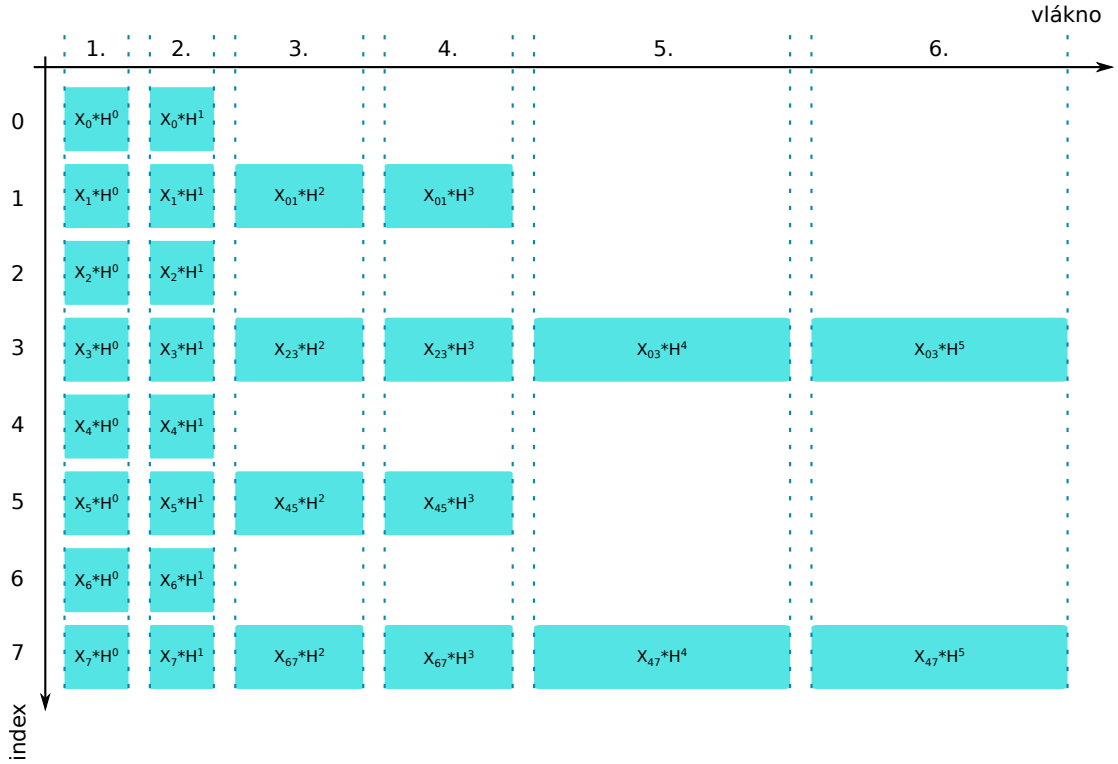 vlákno
1. 2. 3. 4. 5. 6.
0 X₀*H⁰ X₀*H¹
1 X₁*H⁰ X₁*H¹ X₀₁*H² X₀₁*H³
2 X₂*H⁰ X₂*H¹
3 X₃*H⁰ X₃*H¹ X₂₃*H² X₂₃*H³ X₀₃*H⁴ X₀₃*H⁵
4 X₄*H⁰ X₄*H¹
5 X₅*H⁰ X₅*H¹ X₄₅*H² X₄₅*H³
6 X₆*H⁰ X₆*H¹
7 X₇*H⁰ X₇*H¹ X₆₇*H² X₆₇*H³ X₄₇*H⁴ X₄₇*H⁵
index